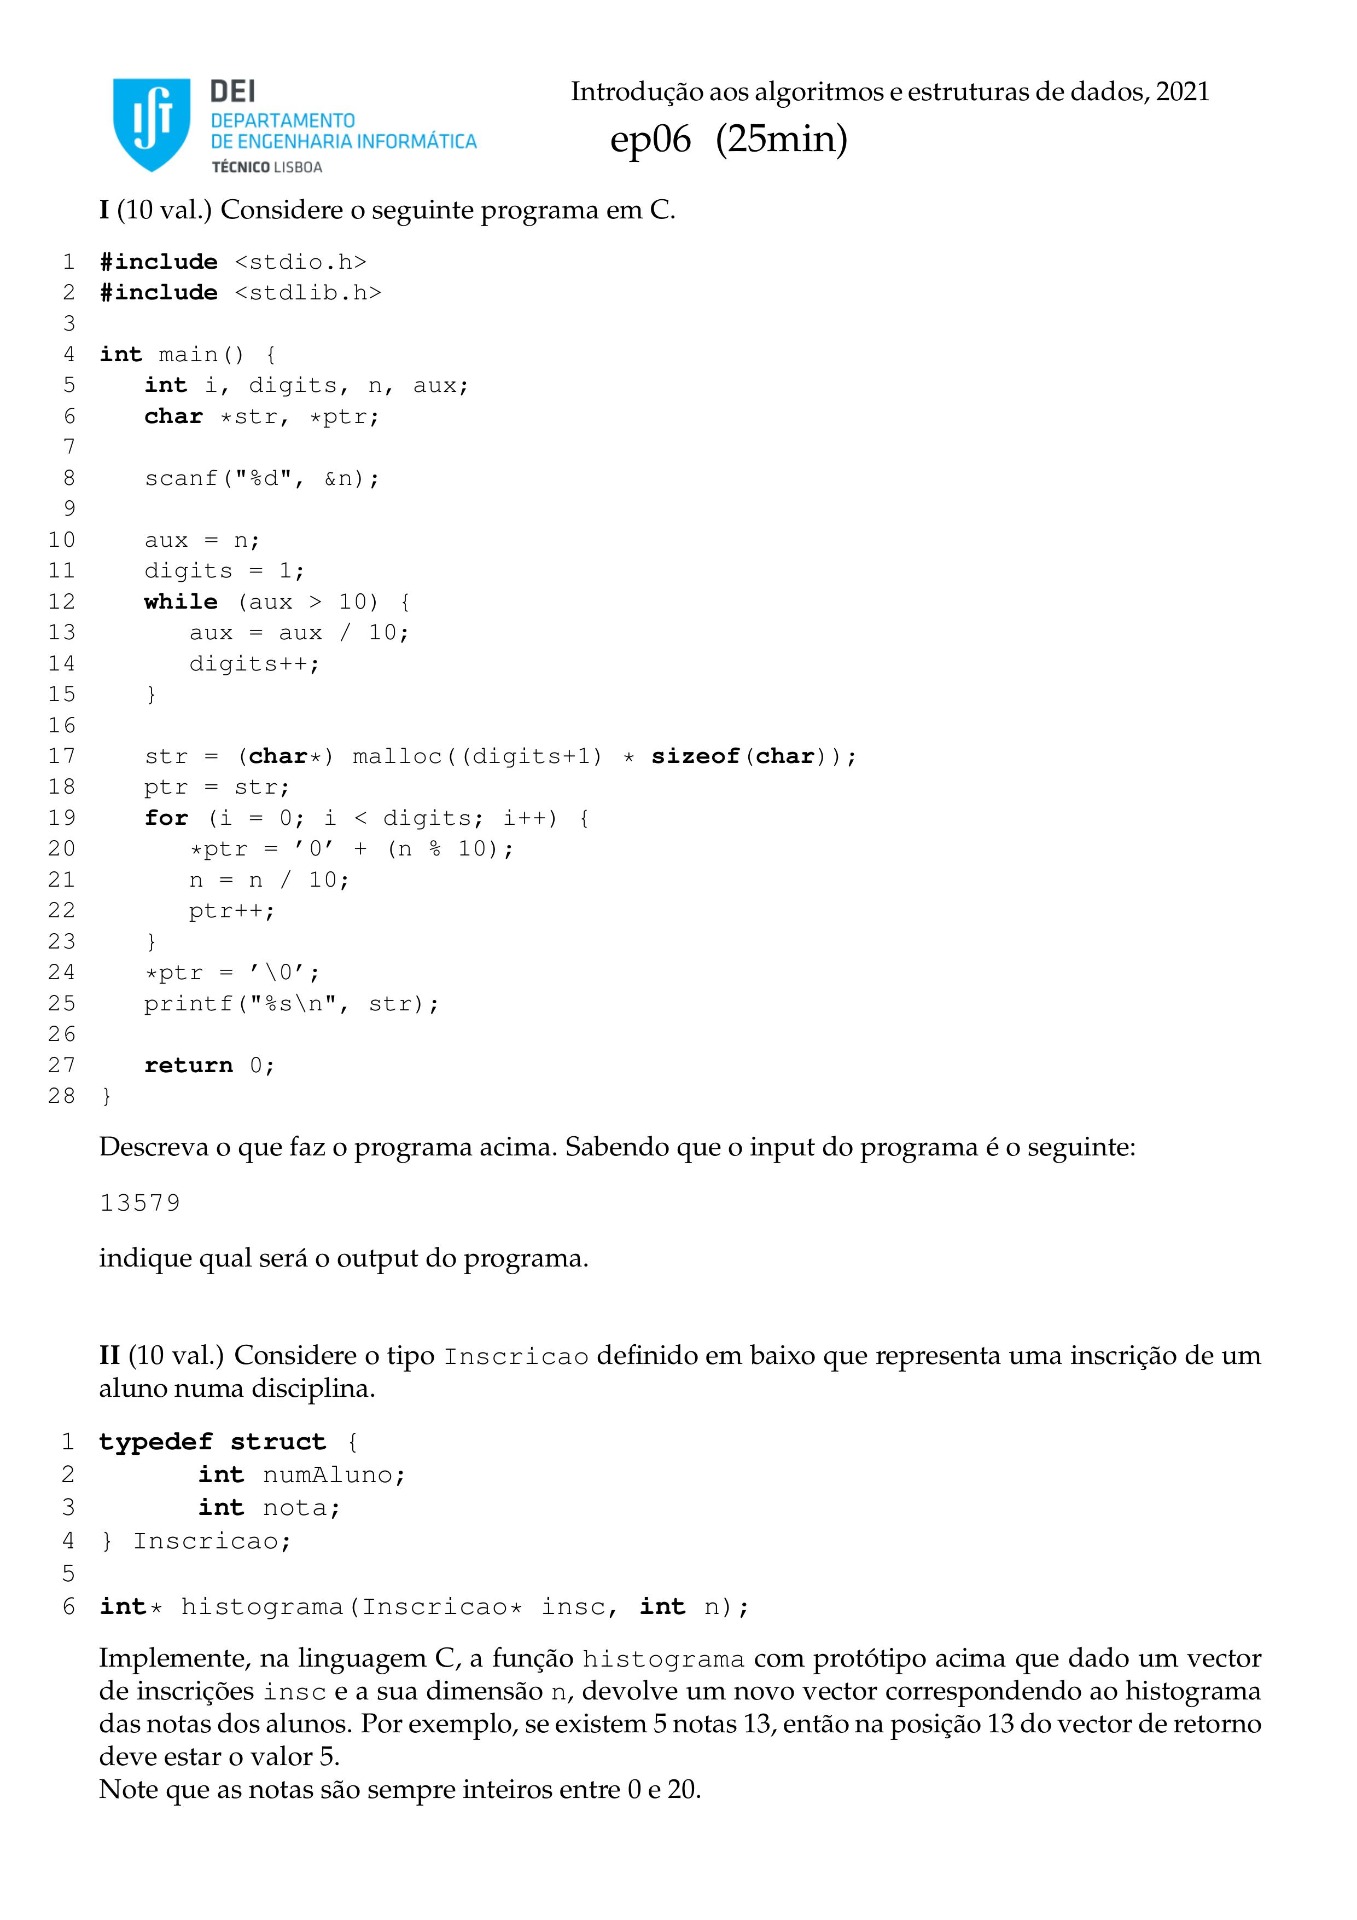 DEI
DEPARTAMENTO
DE ENGENHARIA INFORMÁTICA
TÉCNICO LISBOA
Introdução aos algoritmos e estruturas de dados, 2021
ep06 (25min)
I (10 val.) Considere o seguinte programa em C.
1 #include <stdio.h>
2 #include <stdlib.h>
3
4 int main() {
5    int i, digits, n, aux;
6    char *str, *ptr;
7
8    scanf("%d", &n);
9
10    aux = n;
11    digits = 1;
12    while (aux > 10) {
13       aux = aux / 10;
14       digits++;
15    }
16
17    str = (char*) malloc((digits+1) * sizeof(char));
18    ptr = str;
19    for (i = 0; i < digits; i++) {
20       *ptr = '0' + (n % 10);
21       n = n / 10;
22       ptr++;
23    }
24    *ptr = '\0';
25    printf("%s\n", str);
26
27    return 0;
28 }
Descreva o que faz o programa acima. Sabendo que o input do programa é o seguinte:
13579
indique qual será o output do programa.
II (10 val.) Considere o tipo Inscricao definido em baixo que representa uma inscrição de um
aluno numa disciplina.
1 typedef struct {
2       int numAluno;
3       int nota;
4 } Inscricao;
5
6 int* histograma(Inscricao* insc, int n);
Implemente, na linguagem C, a função histograma com protótipo acima que dado um vector
de inscrições insc e a sua dimensão n, devolve um novo vector correspondendo ao histograma
das notas dos alunos. Por exemplo, se existem 5 notas 13, então na posição 13 do vector de retorno
deve estar o valor 5.
Note que as notas são sempre inteiros entre 0 e 20.